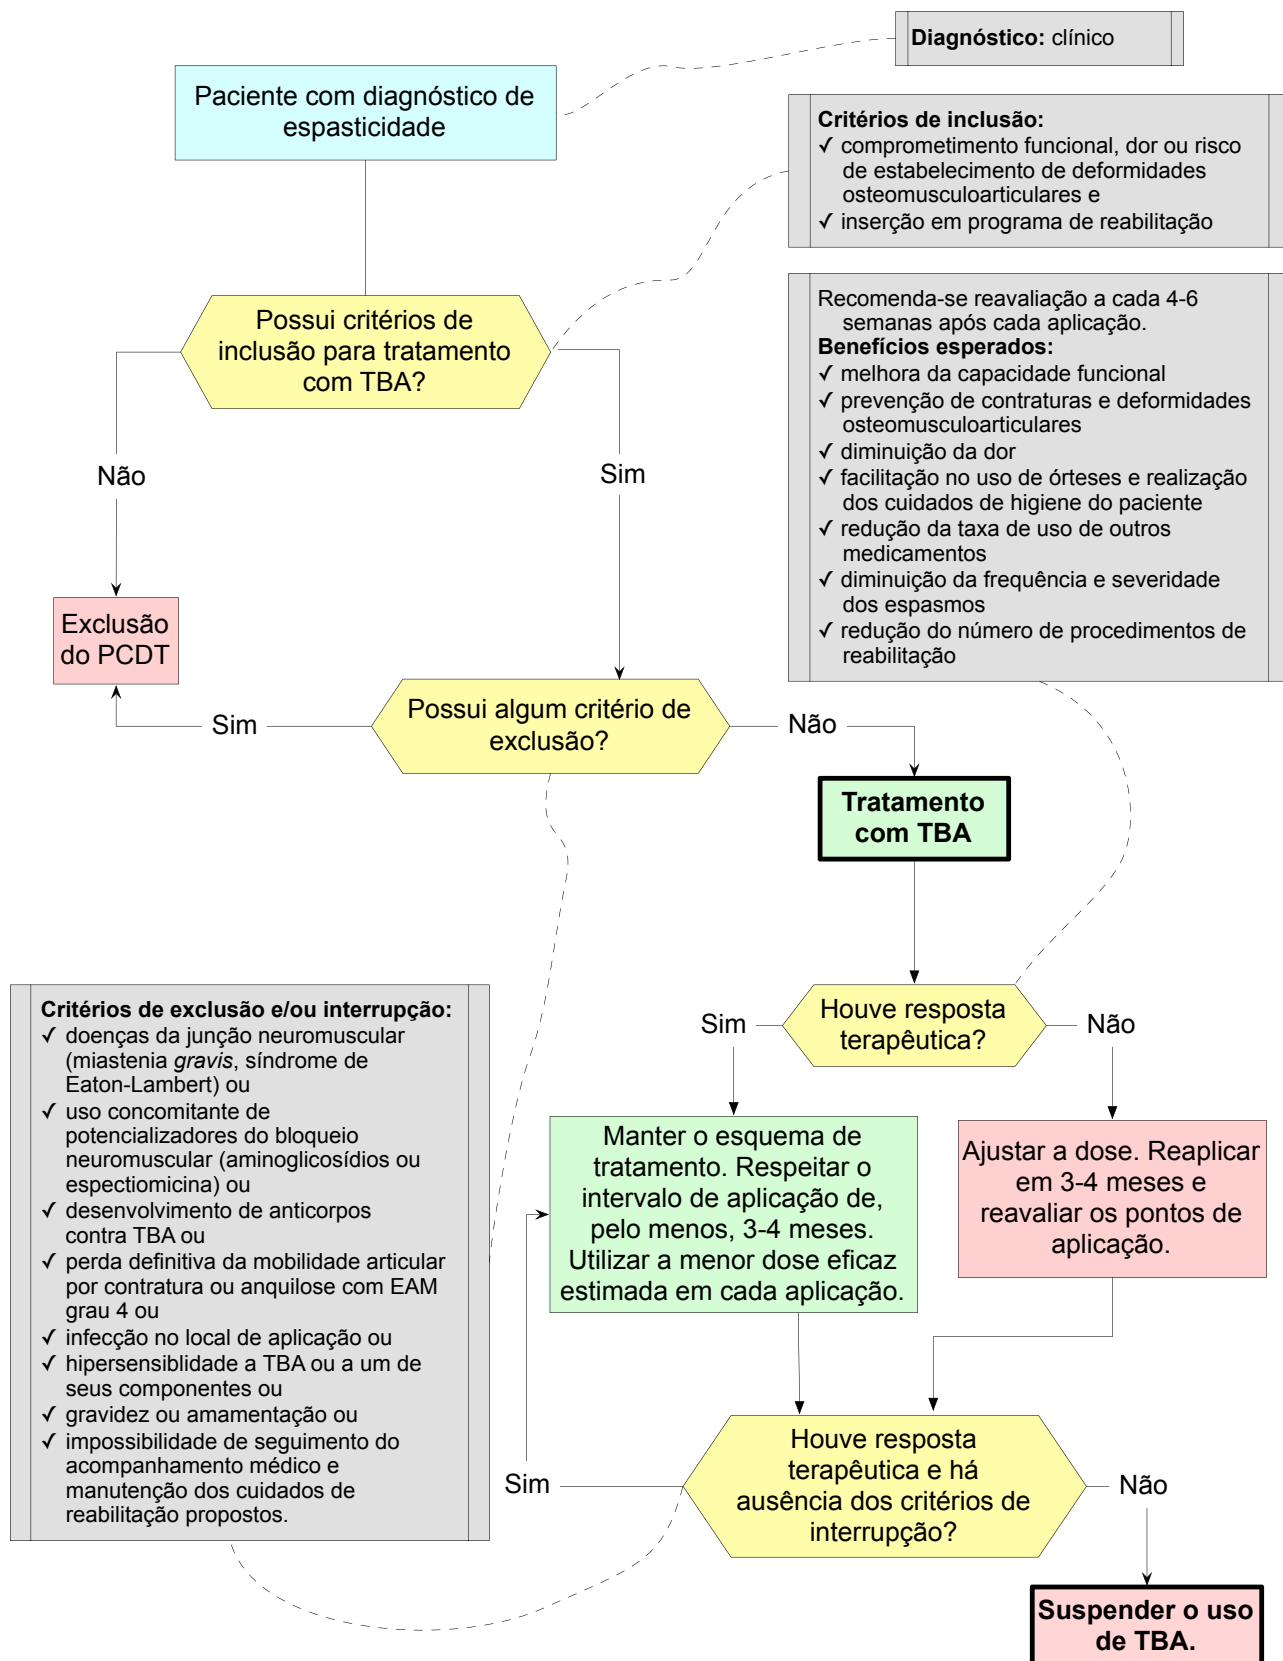 Diagnóstico: clínico
Paciente com diagnóstico de
espasticidade
Critérios de inclusão:
✓ comprometimento funcional, dor ou risco
de estabelecimento de deformidades
osteomusculoarticulares e
✓ inserção em programa de reabilitação
Possui critérios de
inclusão para tratamento
com TBA?
Recomenda-se reavaliação a cada 4-6
semanas após cada aplicação.
Benefícios esperados:
✓ melhora da capacidade funcional
✓ prevenção de contraturas e deformidades
osteomusculoarticulares
✓ diminuição da dor
✓ facilitação no uso de órteses e realização
dos cuidados de higiene do paciente
✓ redução da taxa de uso de outros
medicamentos
✓ diminuição da frequência e severidade
dos espasmos
✓ redução do número de procedimentos de
reabilitação
Não
Sim
Exclusão
do PCDT
Possui algum critério de
exclusão?
Sim
Não
Tratamento
com TBA
Houve resposta
terapêutica?
Sim
Não
Critérios de exclusão e/ou interrupção:
✓ doenças da junção neuromuscular
(miastenia gravis, síndrome de
Eaton-Lambert) ou
✓ uso concomitante de
potencializadores do bloqueio
neuromuscular (aminoglicosídios ou
espectiomicina) ou
✓ desenvolvimento de anticorpos
contra TBA ou
✓ perda definitiva da mobilidade articular
por contratura ou anquilose com EAM
grau 4 ou
✓ infecção no local de aplicação ou
✓ hipersensiblidade a TBA ou a um de
seus componentes ou
✓ gravidez ou amamentação ou
✓ impossibilidade de seguimento do
acompanhamento médico e
manutenção dos cuidados de
reabilitação propostos.
Manter o esquema de
tratamento. Respeitar o
intervalo de aplicação de,
pelo menos, 3-4 meses.
Utilizar a menor dose eficaz
estimada em cada aplicação.
Ajustar a dose. Reaplicar
em 3-4 meses e
reavaliar os pontos de
aplicação.
Houve resposta
terapêutica e há
ausência dos critérios de
interrupção?
Sim
Não
Suspender o uso
de TBA.